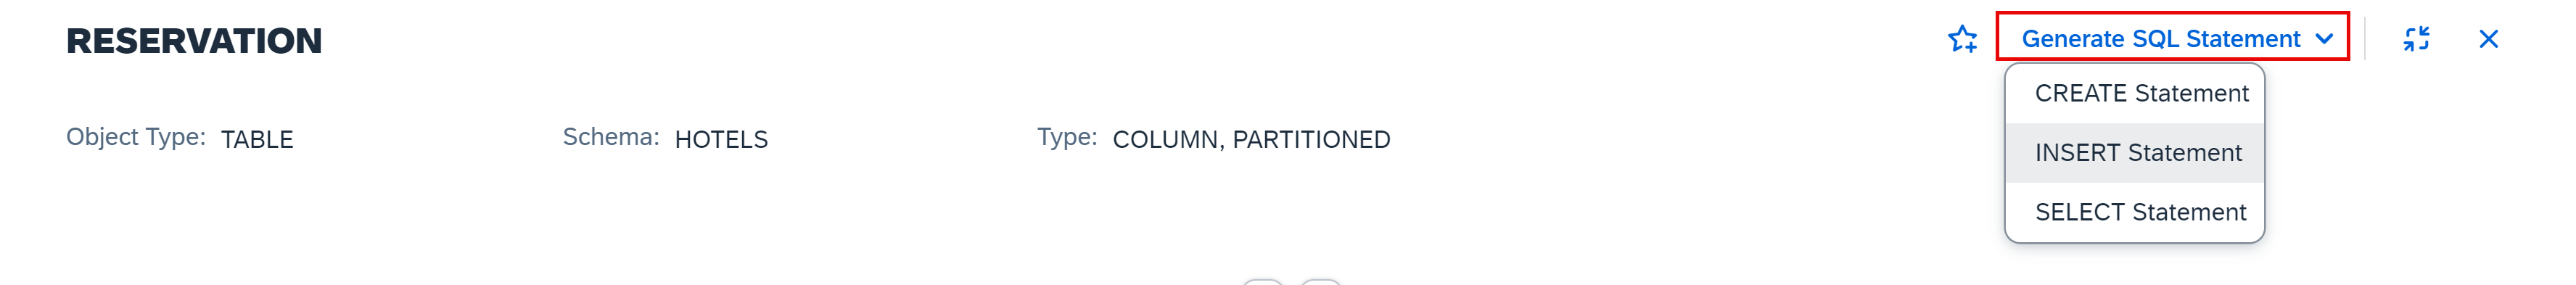 RESERVATION
Generate SQL Statement
CREATE Statement
INSERT Statement
SELECT Statement
Object Type: TABLE
Schema: HOTELS
Type: COLUMN, PARTITIONED